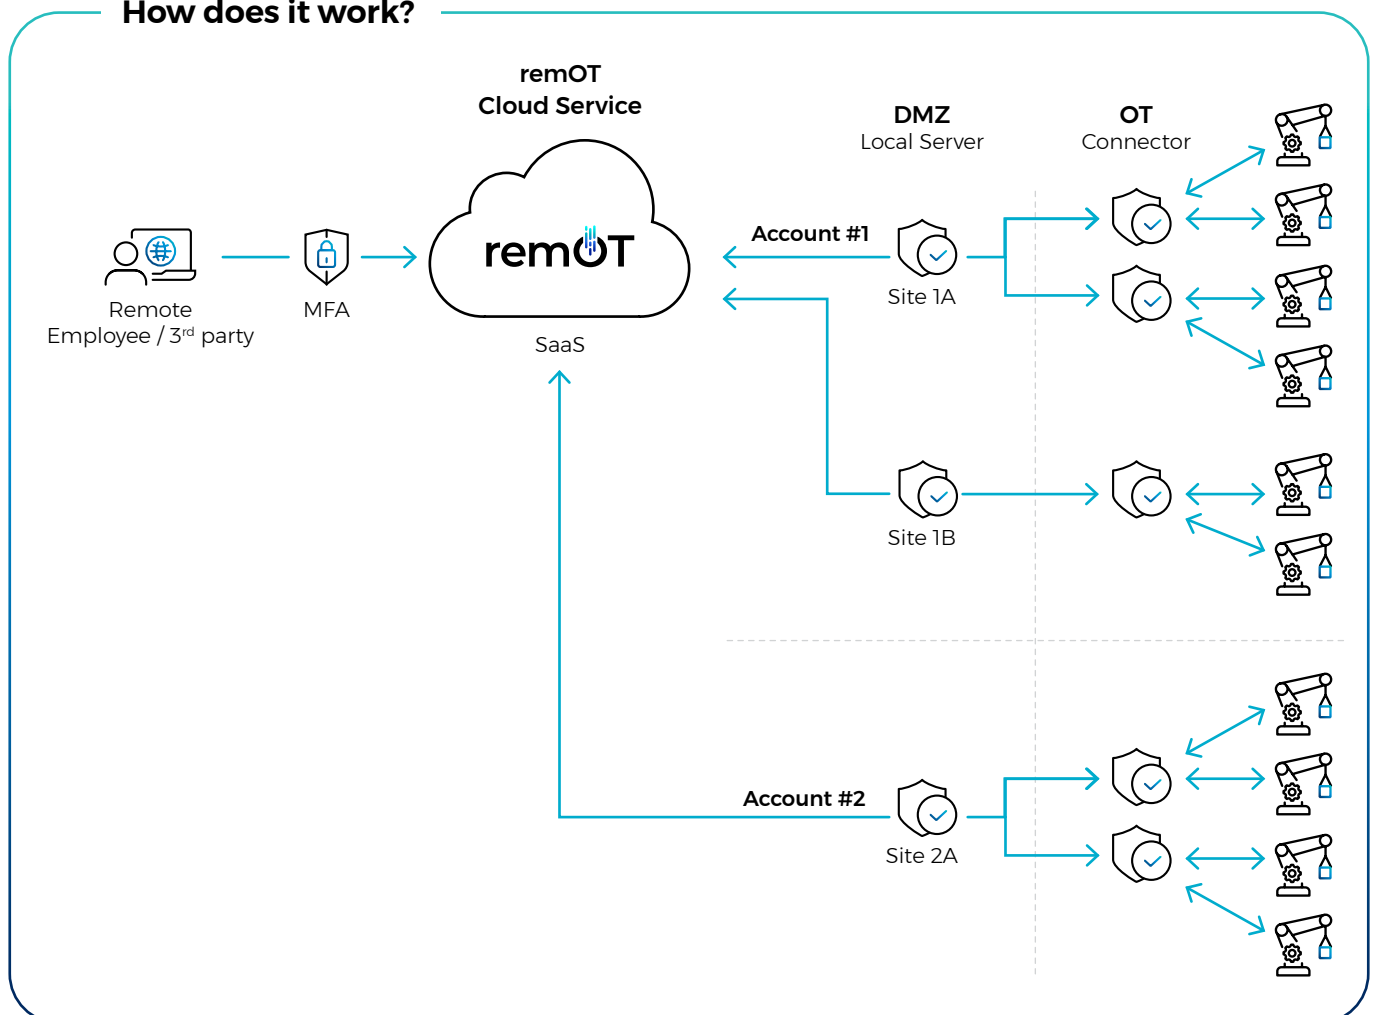 How does it work?
remOT
Cloud Service
DMZ
Local Server
OT
Connector
Account #1
remOT
Site 1A
Remote
Employee / 3rd party
MFA
SaaS
Site 1B
Account #2
Site 2A